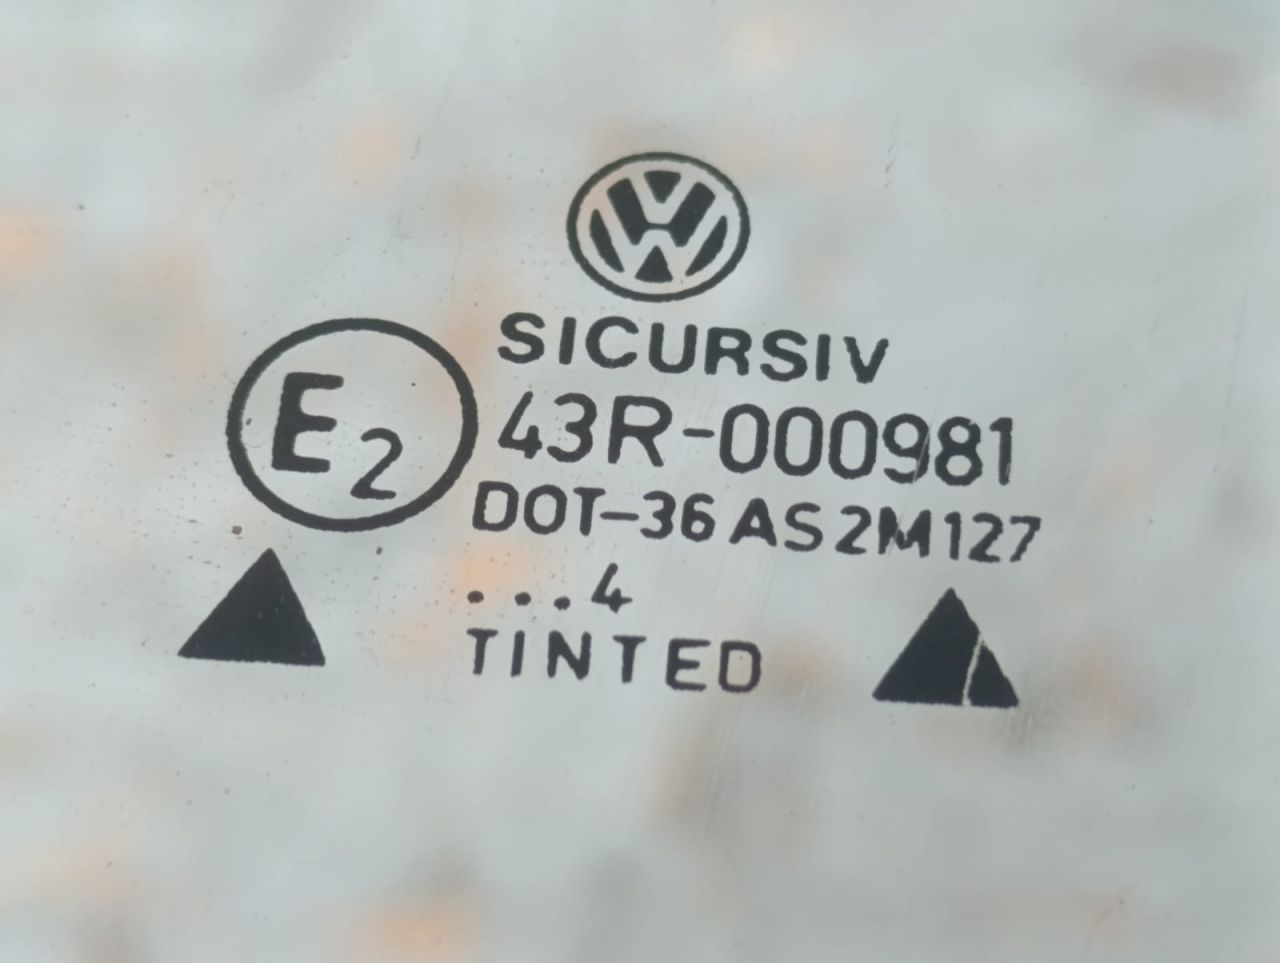 SICURSIV
E2
43R-000981
DOT-36 AS2M127
...4
TINTED